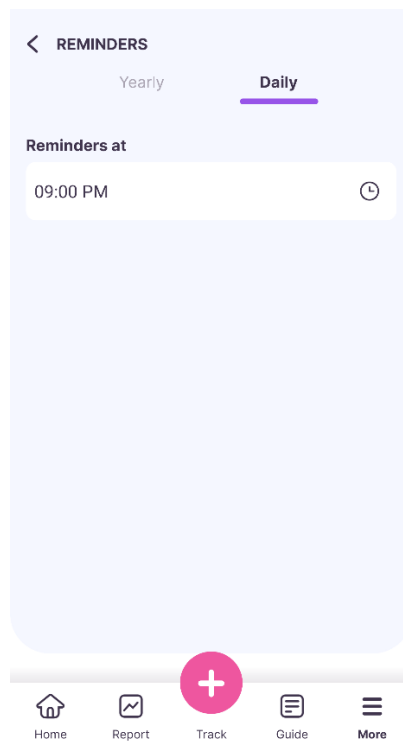 REMINDERS
Yearly Daily
Reminders at
09:00 PM
Home Report Track Guide More